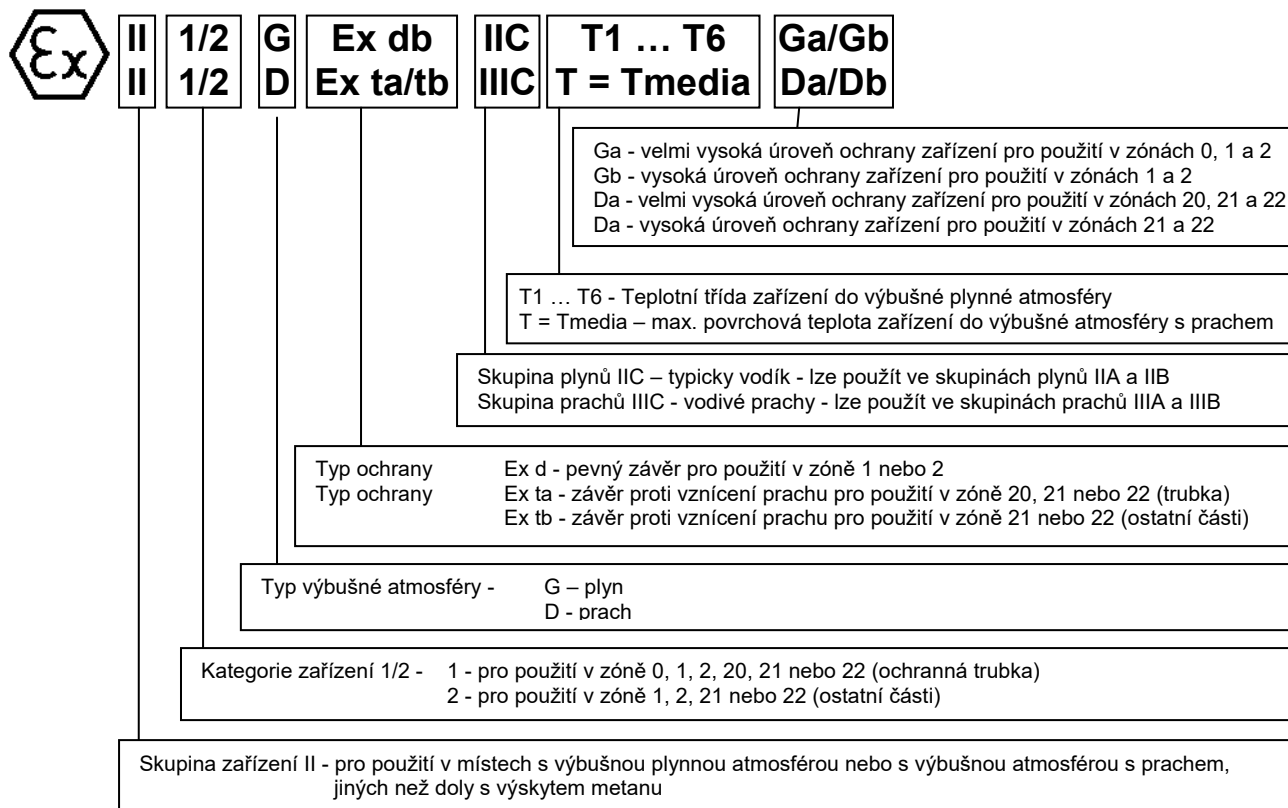 Ex II 1/2 G Ex db IIC T1 … T6 Ga/Gb
II 1/2 D Ex ta/tb IIIC T = Tmedia Da/Db
Ga - velmi vysoká úroveň ochrany zařízení pro použití v zónách 0, 1 a 2
Gb - vysoká úroveň ochrany zařízení pro použití v zónách 1 a 2
Da - velmi vysoká úroveň ochrany zařízení pro použití v zónách 20, 21 a 22
Da - vysoká úroveň ochrany zařízení pro použití v zónách 21 a 22
T1 … T6 - Teplotní třída zařízení do výbušné plynné atmosféry
T = Tmedia – max. povrchová teplota zařízení do výbušné atmosféry s prachem
Skupina plynů IIC – typicky vodík - lze použít ve skupinách plynů IIA a IIB
Skupina prachů IIIC - vodivé prachy - lze použít ve skupinách prachů IIIA a IIIB
Typ ochrany Ex d - pevný závěr pro použití v zóně 1 nebo 2
Typ ochrany Ex ta - závěr proti vznícení prachu pro použití v zóně 20, 21 nebo 22 (trubka)
Ex tb - závěr proti vznícení prachu pro použití v zóně 21 nebo 22 (ostatní části)
Typ výbušné atmosféry - G – plyn
D - prach
Kategorie zařízení 1/2 - 1 - pro použití v zóně 0, 1, 2, 20, 21 nebo 22 (ochranná trubka)
2 - pro použití v zóně 1, 2, 21 nebo 22 (ostatní části)
Skupina zařízení II - pro použití v místech s výbušnou plynnou atmosférou nebo s výbušnou atmosférou s prachem,
jiných než doly s výskytem metanu